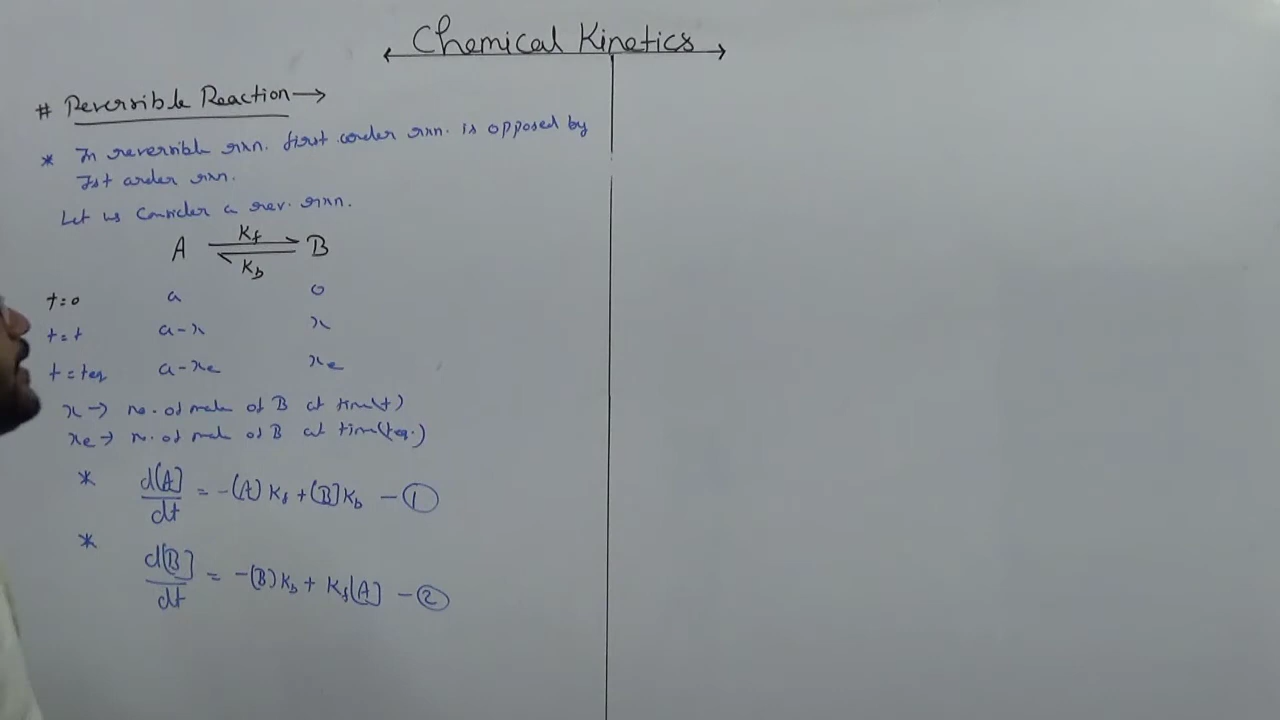 Chemical Kinetics
# Reversible Reaction →
* In reversible rxn. first order rxn. is opposed by
Ist order rxn.
Let us consider a rev. rxn.
A ⇌ B
Kf
Kb
t=0 a 0
t=t a-x x
t=teq a-xe xe
x → no. of mole of B at time(t)
xe → no. of mole of B at time(teq.)
* d[A]/dt = -[A] Kf + [B] Kb - ①
* d[B]/dt = -[B] Kb + Kf [A] - ②